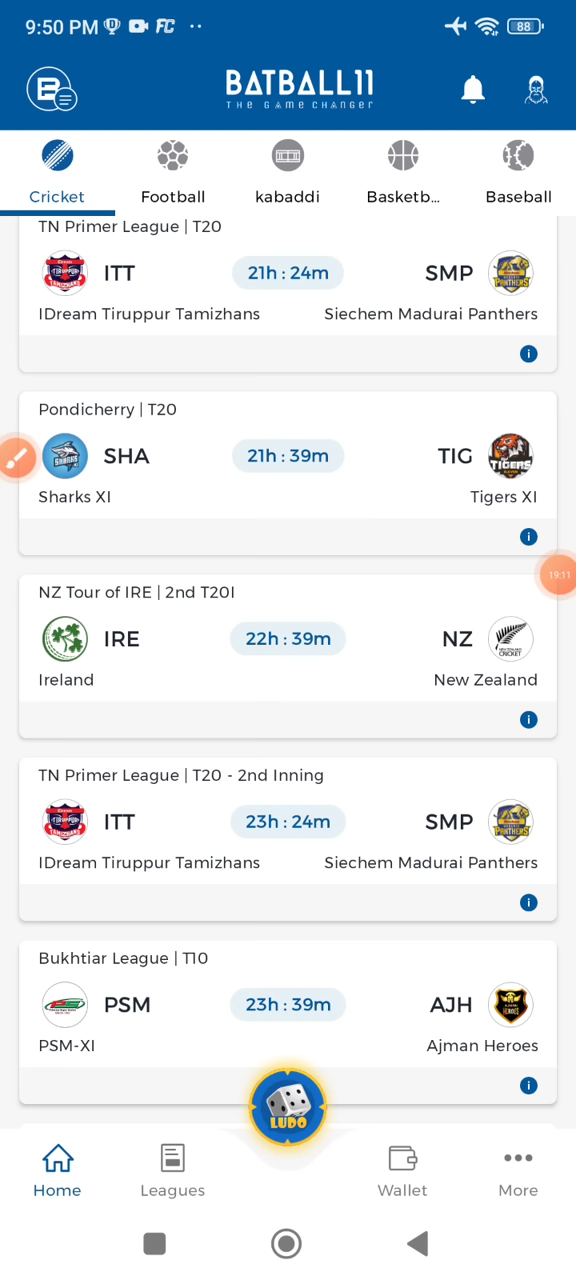 9:50 PM FC 88
BATBALL11
THE GAME CHANGER
Cricket Football kabaddi Basketb... Baseball
TN Primer League | T20
ITT 21h : 24m SMP
IDream Tiruppur Tamizhans Siechem Madurai Panthers
Pondicherry | T20
SHA 21h : 39m TIG
Sharks XI Tigers XI
19:11
NZ Tour of IRE | 2nd T20I
IRE 22h : 39m NZ
Ireland New Zealand
TN Primer League | T20 - 2nd Inning
ITT 23h : 24m SMP
IDream Tiruppur Tamizhans Siechem Madurai Panthers
Bukhtiar League | T10
PSM 23h : 39m AJH
PSM-XI Ajman Heroes
LUDO
Home Leagues Wallet More